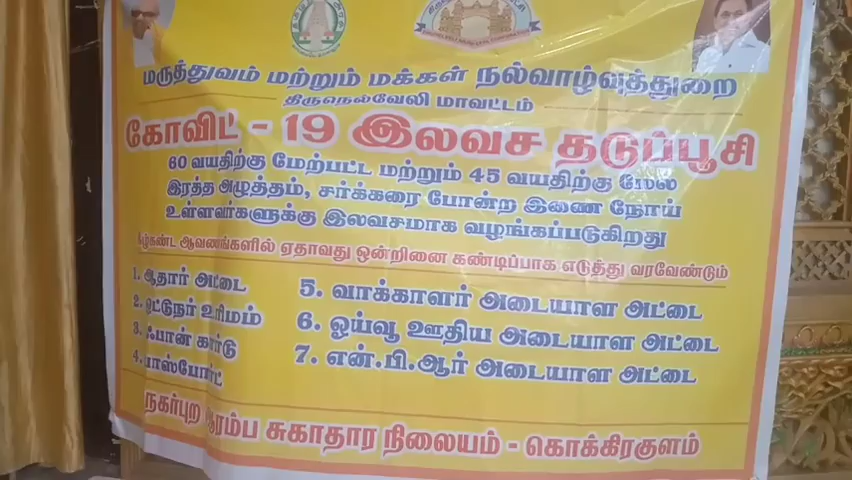 மருத்துவம் மற்றும் மக்கள் நல்வாழ்வுத்துறை
திருநெல்வேலி மாவட்டம்
கோவிட் - 19 இலவச தடுப்பூசி
60 வயதிற்கு மேற்பட்ட மற்றும் 45 வயதிற்கு மேல்
இரத்த அழுத்தம், சர்க்கரை போன்ற இணை நோய்
உள்ளவர்களுக்கு இலவசமாக வழங்கப்படுகிறது
கீழ்கண்ட ஆவணங்களில் ஏதாவது ஒன்றினை கண்டிப்பாக எடுத்து வரவேண்டும்
1. ஆதார் அட்டை
2. ஓட்டுநர் உரிமம்
3. ஃபான் கார்டு
4. பாஸ்போர்ட்
5. வாக்காளர் அடையாள அட்டை
6. ஓய்வூ ஊதிய அடையாள அட்டை
7. என்.பி.ஆர் அடையாள அட்டை
நகர்புற ஆரம்ப சுகாதார நிலையம் - கொக்கிரகுளம்